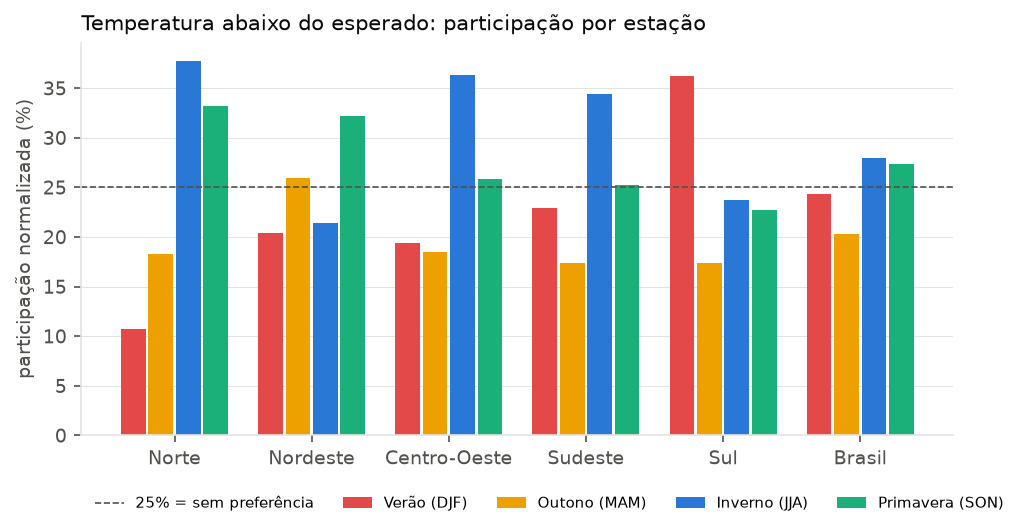 Temperatura abaixo do esperado: participação por estação
participação normalizada (%)
35
30
25
20
15
10
5
0
Norte Nordeste Centro-Oeste Sudeste Sul Brasil
25% = sem preferência Verão (DJF) Outono (MAM) Inverno (JJA) Primavera (SON)